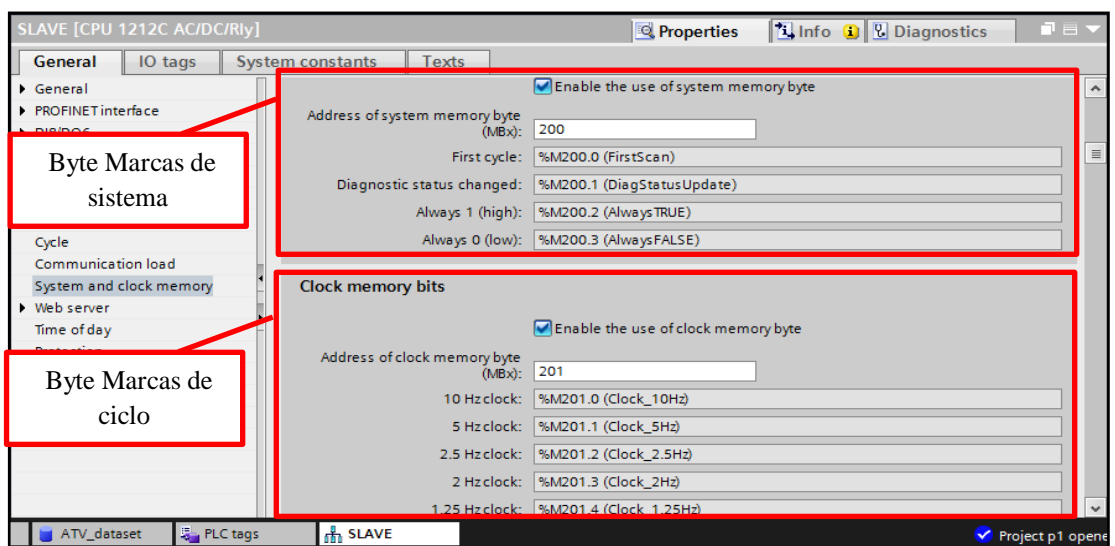 SLAVE [CPU 1212C AC/DC/Rly]
Properties
Info
Diagnostics
General
IO tags
System constants
Texts
General
PROFINET interface
Byte Marcas de
sistema
Cycle
Communication load
System and clock memory
Web server
Time of day
Byte Marcas de
ciclo
Enable the use of system memory byte
Address of system memory byte
(MBx): 200
First cycle: %M200.0 (FirstScan)
Diagnostic status changed: %M200.1 (DiagStatusUpdate)
Always 1 (high): %M200.2 (AlwaysTRUE)
Always 0 (low): %M200.3 (AlwaysFALSE)
Clock memory bits
Enable the use of clock memory byte
Address of clock memory byte
(MBx): 201
10 Hz clock: %M201.0 (Clock_10Hz)
5 Hz clock: %M201.1 (Clock_5Hz)
2.5 Hz clock: %M201.2 (Clock_2.5Hz)
2 Hz clock: %M201.3 (Clock_2Hz)
1.25 Hz clock: %M201.4 (Clock_1.25Hz)
ATV_dataset
PLC tags
SLAVE
Project p1 opene